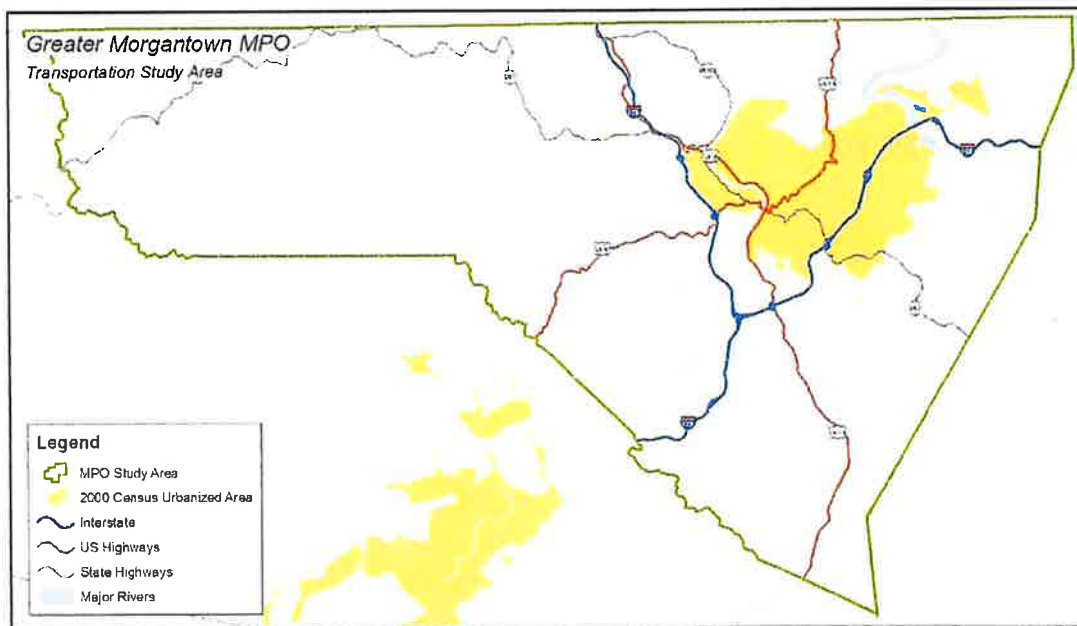 Greater Morgantown MPO
Transportation Study Area
Legend
MPO Study Area
2000 Census Urbanized Area
Interstate
US Highways
State Highways
Major Rivers